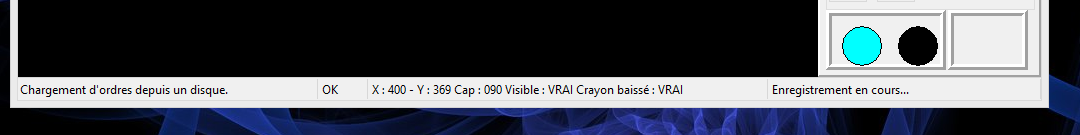 Chargement d'ordres depuis un disque. OK X : 400 - Y : 369 Cap : 090 Visible : VRAI Crayon baissé : VRAI Enregistrement en cours...